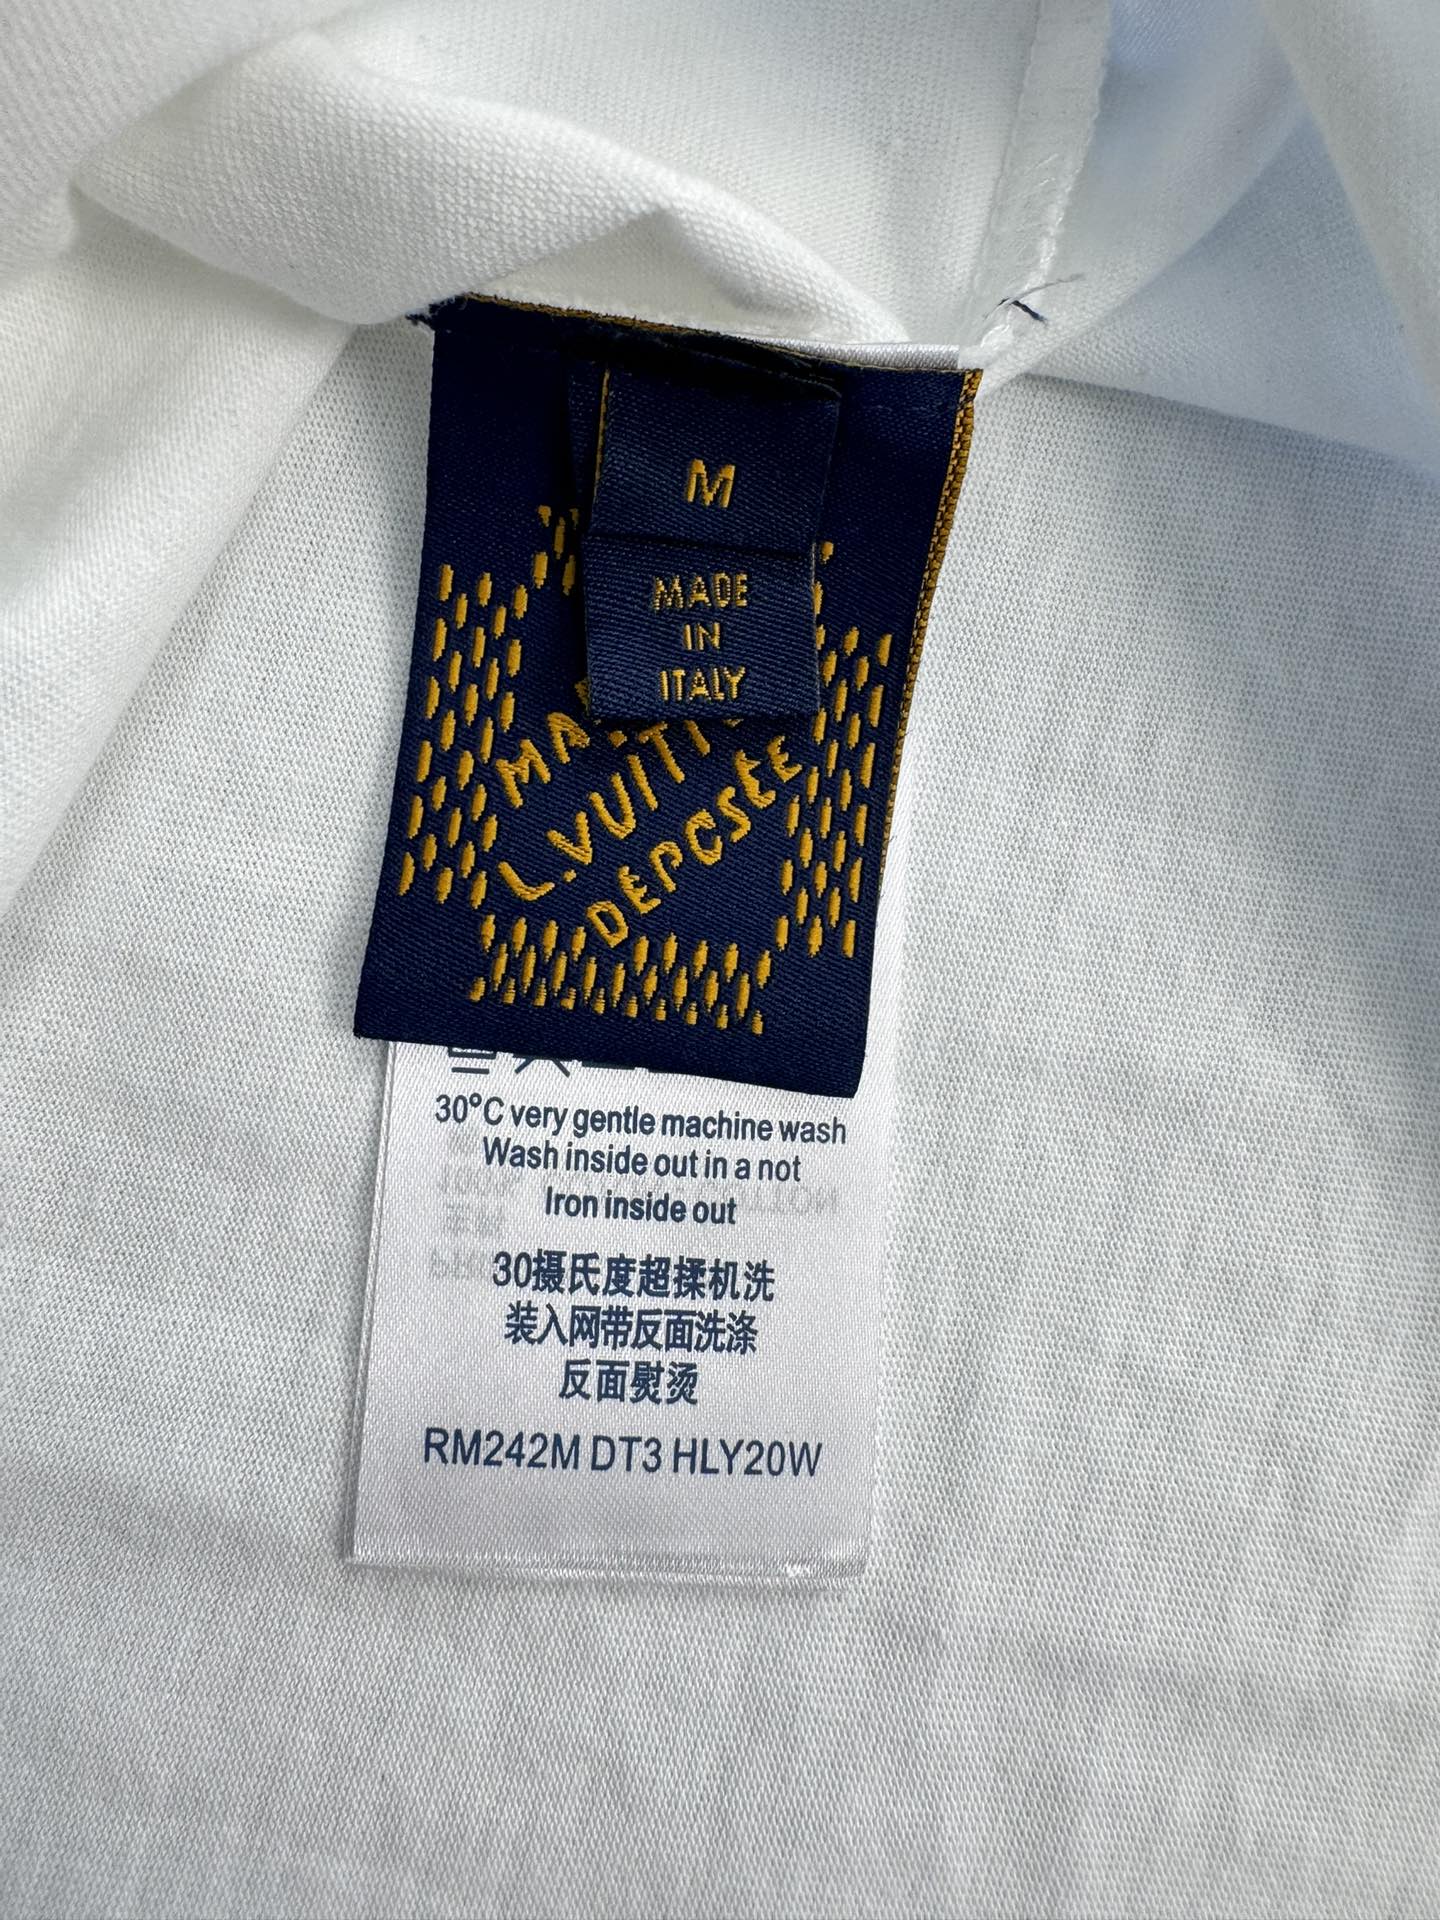 M
MADE
IN
ITALY
L.VUITTO
DEPCSÉE
30°C very gentle machine wash
Wash inside out in a not
Iron inside out
30摄氏度超揉机洗
装入网带反面洗涤
反面熨烫
RM242M DT3 HLY20W